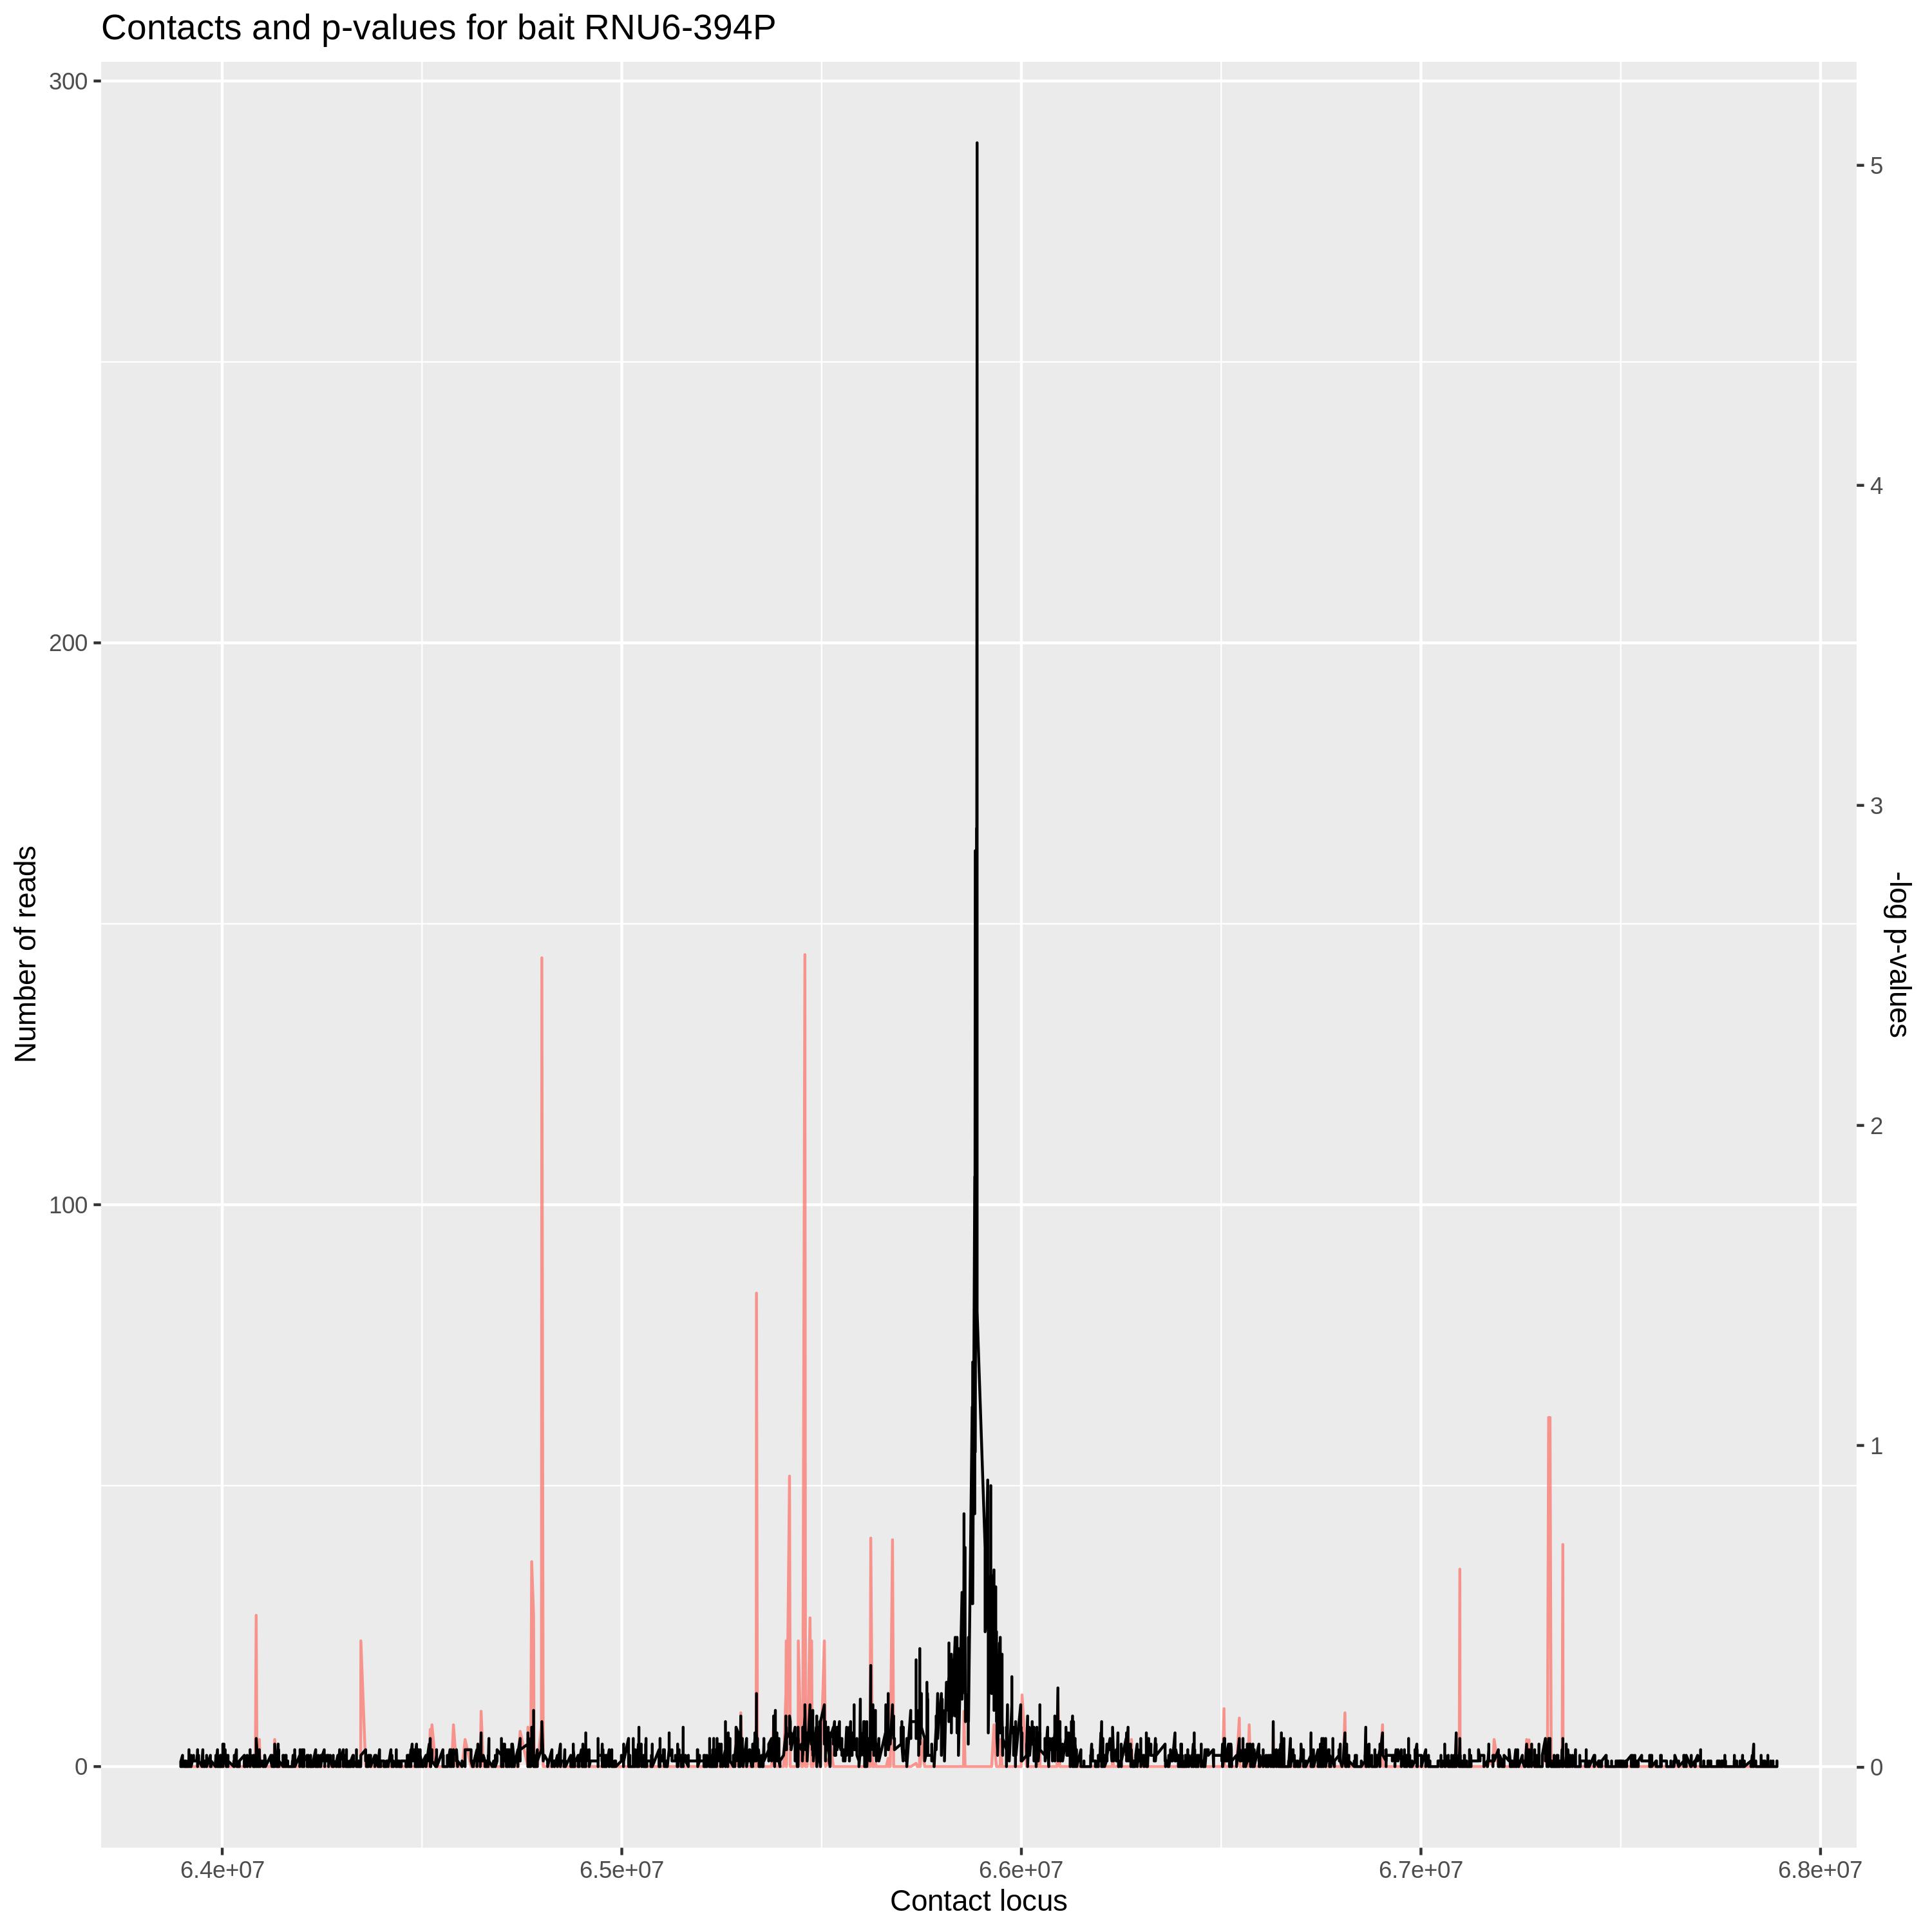 Contacts and p-values for bait RNU6-394P
300
200
100
0
Number of reads
5
4
3
2
1
0
-log p-values
6.4e+07 6.5e+07 6.6e+07 6.7e+07 6.8e+07
Contact locus